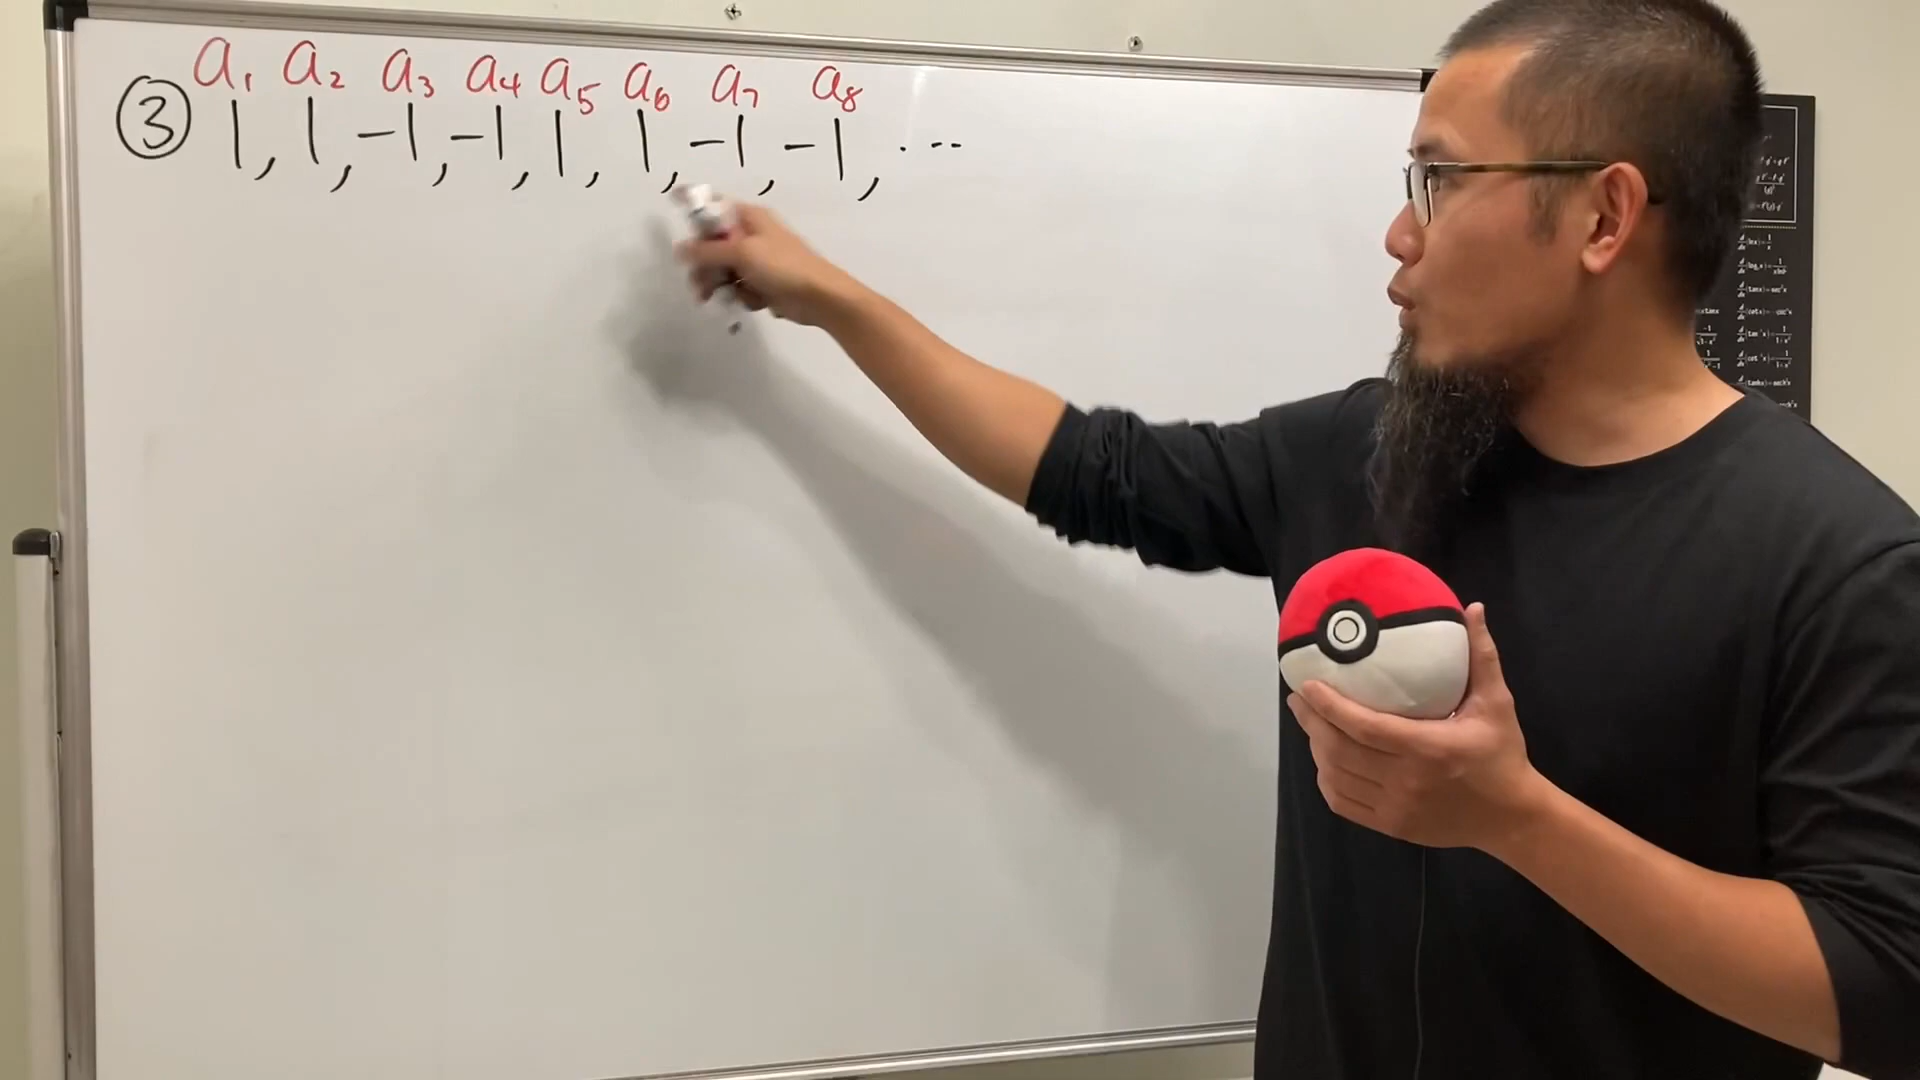 a₁ a₂ a₃ a₄ a₅ a₆ a₇ a₈
③ 1, 1, -1, -1, 1, 1, -1, -1, ...